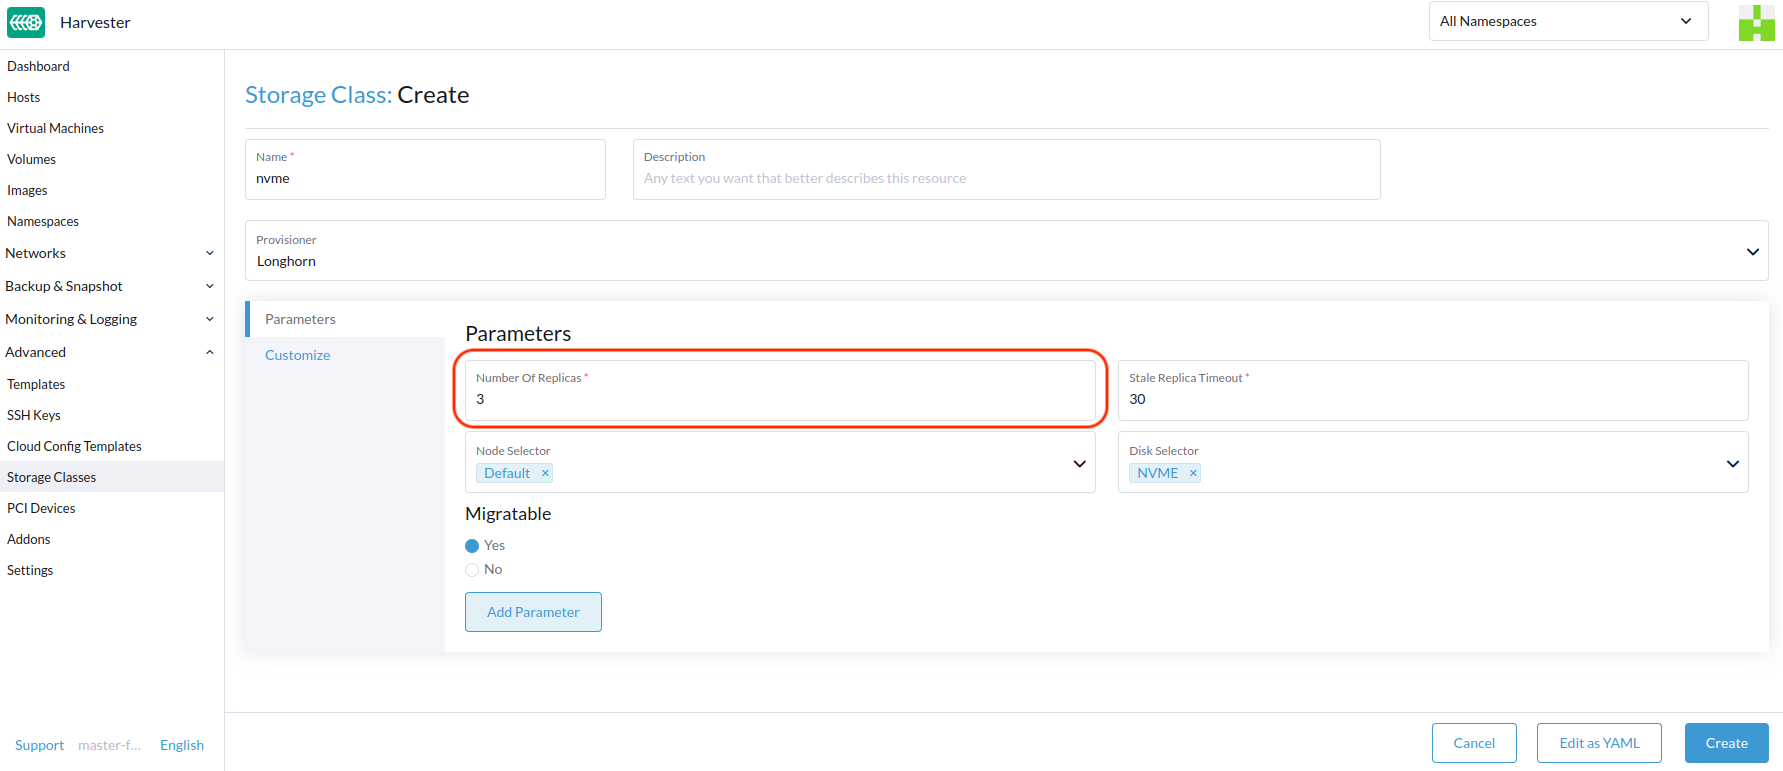 Harvester
All Namespaces
Dashboard
Hosts
Virtual Machines
Volumes
Images
Namespaces
Networks
Backup & Snapshot
Monitoring & Logging
Advanced
Templates
SSH Keys
Cloud Config Templates
Storage Classes
PCI Devices
Addons
Settings
Support master-f... English
Storage Class: Create
Name *
nvme
Description
Any text you want that better describes this resource
Provisioner
Longhorn
Parameters
Customize
Parameters
Number Of Replicas *
3
Stale Replica Timeout *
30
Node Selector
Default ×
Disk Selector
NVME ×
Migratable
Yes
No
Add Parameter
Cancel
Edit as YAML
Create